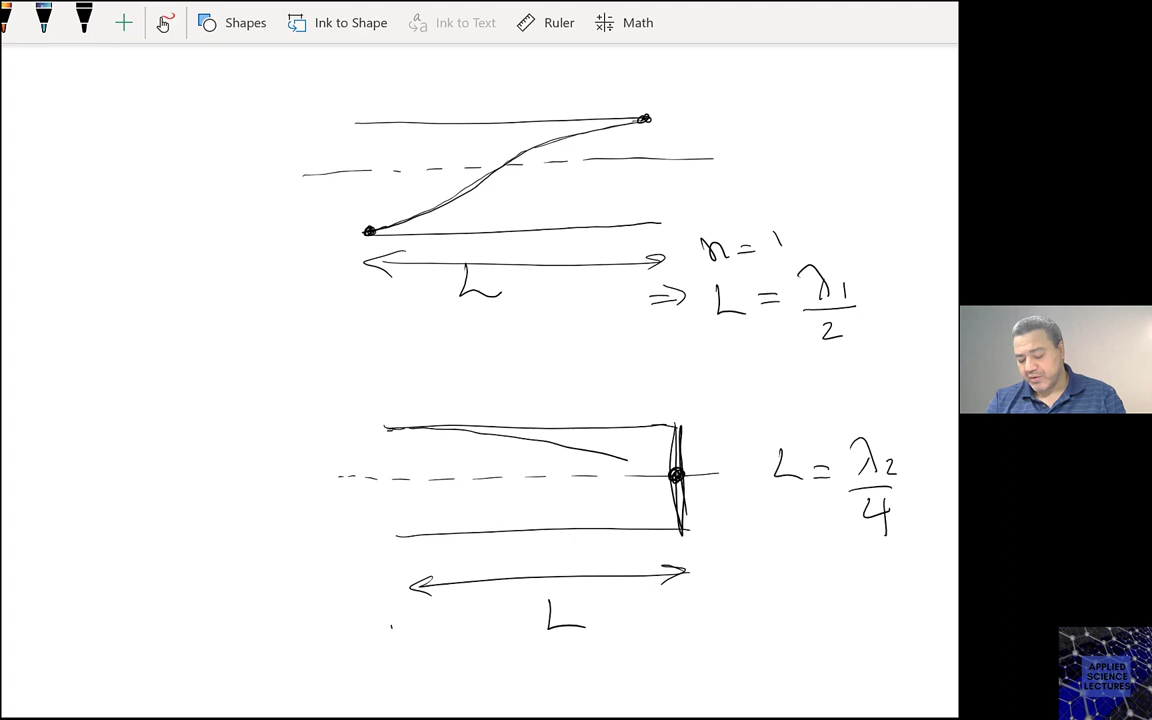 Shapes
Ink to Shape
Ink to Text
Ruler
Math
L
n = 1
⇒ L = λ1/2
L = λ2/4
L
APPLIED
SCIENCE
LECTURES